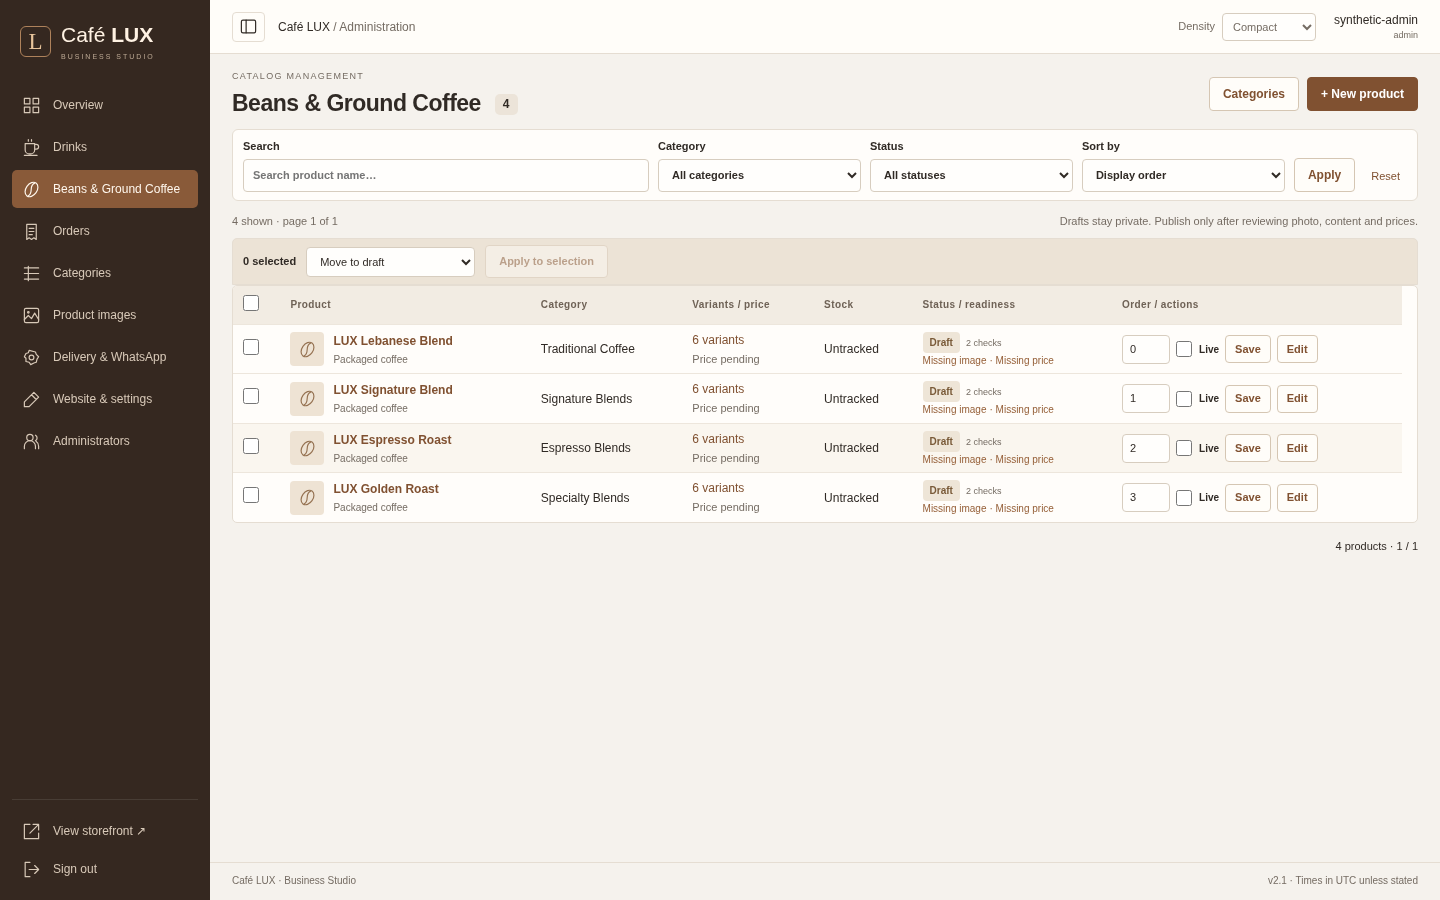 L
Café LUX
BUSINESS STUDIO
Overview
Drinks
Beans & Ground Coffee
Orders
Categories
Product images
Delivery & WhatsApp
Website & settings
Administrators
View storefront ↗
Sign out
Café LUX / Administration
Density Compact
synthetic-admin
admin
CATALOG MANAGEMENT
Beans & Ground Coffee 4
Categories + New product
Search Category Status Sort by
Search product name… All categories All statuses Display order Apply Reset
4 shown · page 1 of 1 Drafts stay private. Publish only after reviewing photo, content and prices.
0 selected Move to draft Apply to selection
Product Category Variants / price Stock Status / readiness Order / actions
LUX Lebanese Blend
Packaged coffee
Traditional Coffee
6 variants
Price pending
Untracked
Draft 2 checks
Missing image · Missing price
0 Live Save Edit
LUX Signature Blend
Packaged coffee
Signature Blends
6 variants
Price pending
Untracked
Draft 2 checks
Missing image · Missing price
1 Live Save Edit
LUX Espresso Roast
Packaged coffee
Espresso Blends
6 variants
Price pending
Untracked
Draft 2 checks
Missing image · Missing price
2 Live Save Edit
LUX Golden Roast
Packaged coffee
Specialty Blends
6 variants
Price pending
Untracked
Draft 2 checks
Missing image · Missing price
3 Live Save Edit
4 products · 1 / 1
Café LUX · Business Studio v2.1 · Times in UTC unless stated